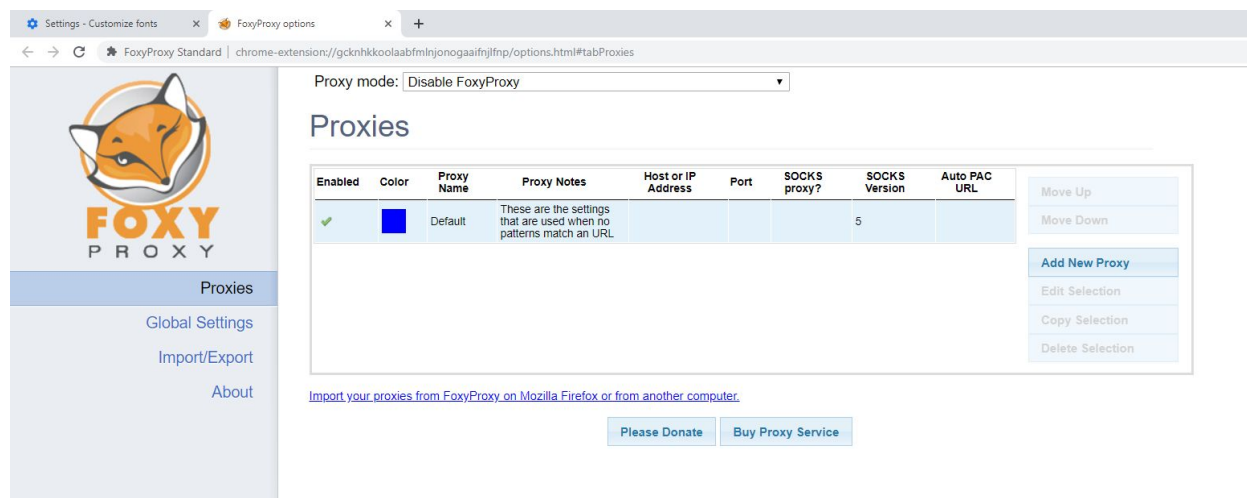 Settings - Customize fonts
FoxyProxy options
FoxyProxy Standard | chrome-extension://gcknhkkoolaabfmlnjonogaaifnjlfnp/options.html#tabProxies
FOXY
PROXY
Proxies
Global Settings
Import/Export
About
Proxy mode: Disable FoxyProxy
Proxies
Enabled Color Proxy Name Proxy Notes Host or IP Address Port SOCKS proxy? SOCKS Version Auto PAC URL
Default These are the settings that are used when no patterns match an URL 5
Move Up
Move Down
Add New Proxy
Edit Selection
Copy Selection
Delete Selection
Import your proxies from FoxyProxy on Mozilla Firefox or from another computer.
Please Donate Buy Proxy Service